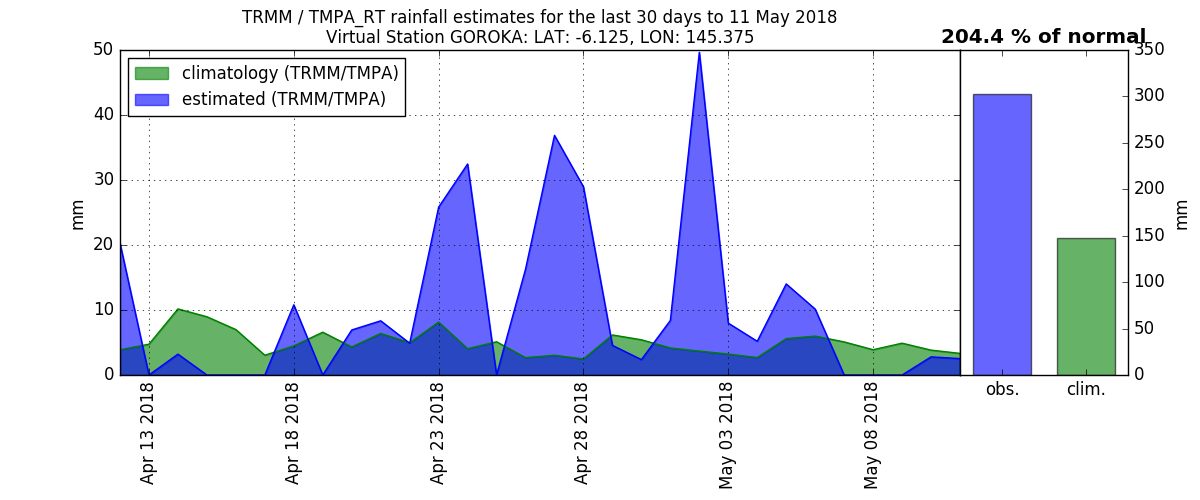 TRMM / TMPA_RT rainfall estimates for the last 30 days to 11 May 2018
Virtual Station GOROKA: LAT: -6.125, LON: 145.375
204.4 % of normal
climatology (TRMM/TMPA)
estimated (TRMM/TMPA)
50
40
30
20
10
0
mm
Apr 13 2018
Apr 18 2018
Apr 23 2018
Apr 28 2018
May 03 2018
May 08 2018
350
300
250
200
150
100
50
0
mm
obs.
clim.